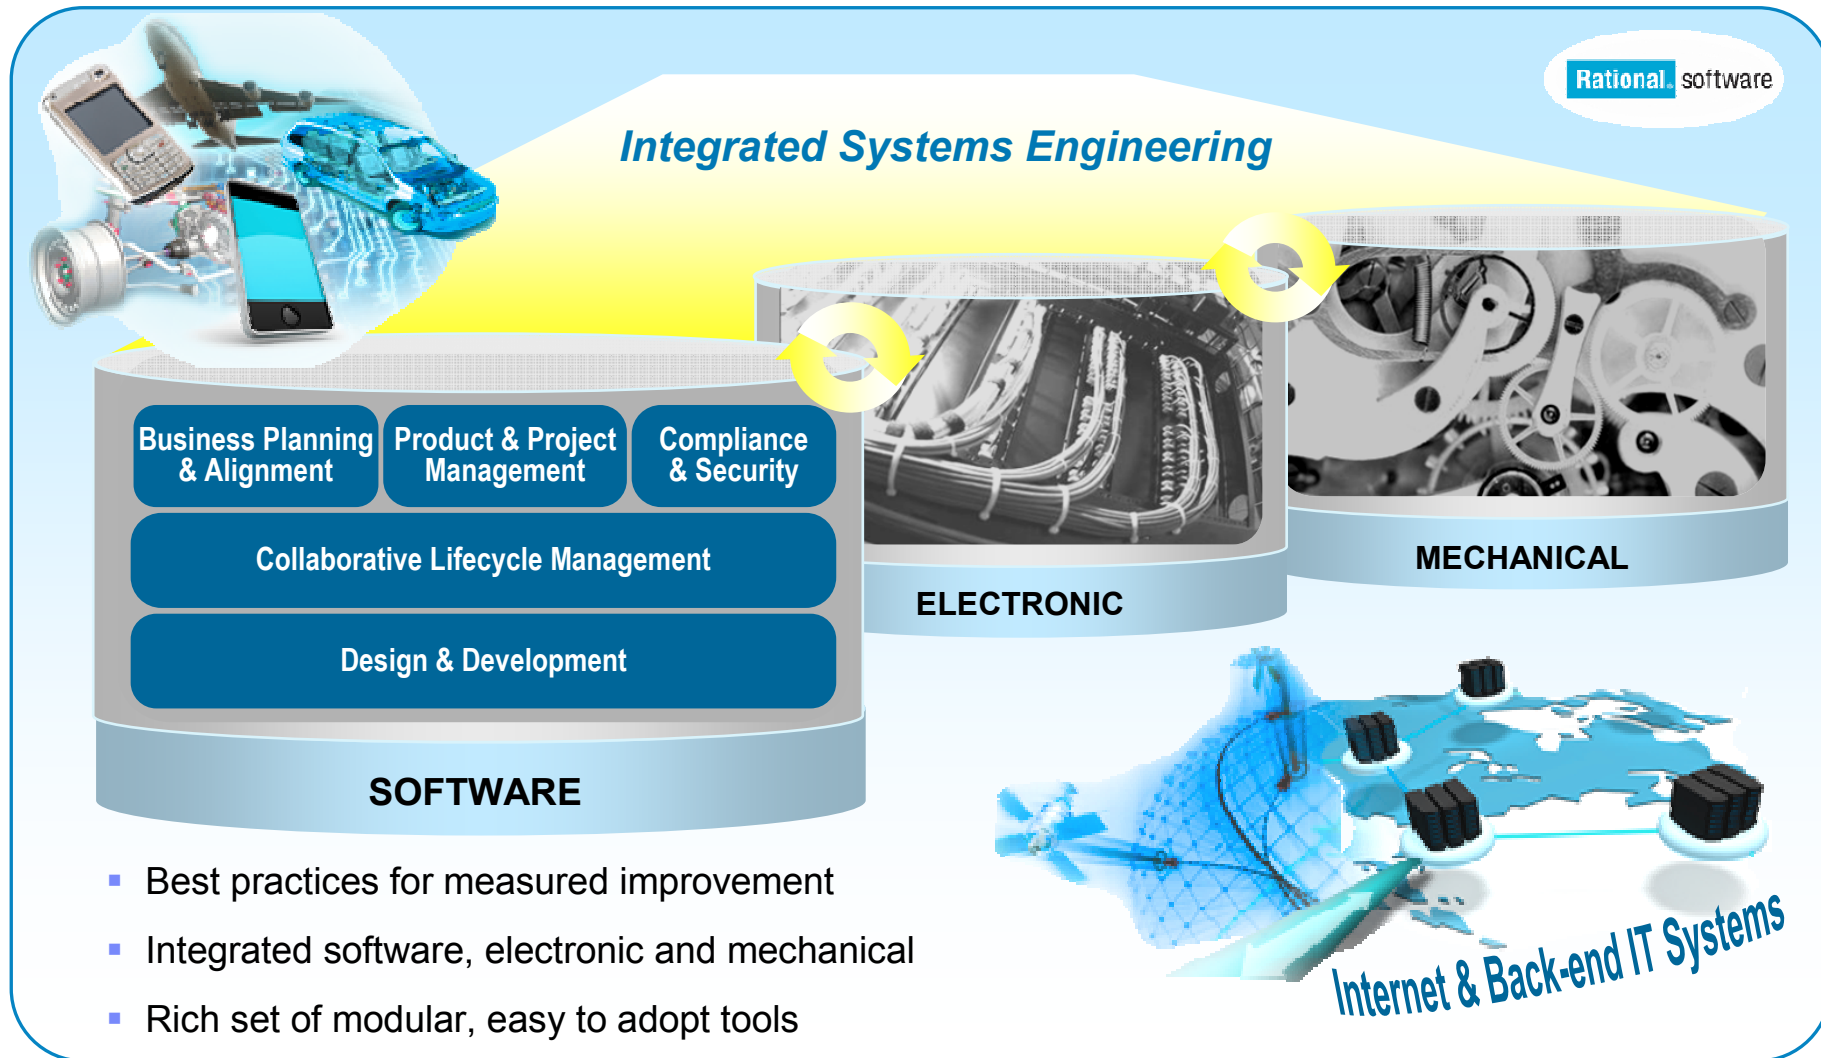 Rational. software
Integrated Systems Engineering
Business Planning
& Alignment
Product & Project
Management
Compliance
& Security
Collaborative Lifecycle Management
Design & Development
SOFTWARE
ELECTRONIC
MECHANICAL
Best practices for measured improvement
Integrated software, electronic and mechanical
Rich set of modular, easy to adopt tools
Internet & Back-end IT Systems